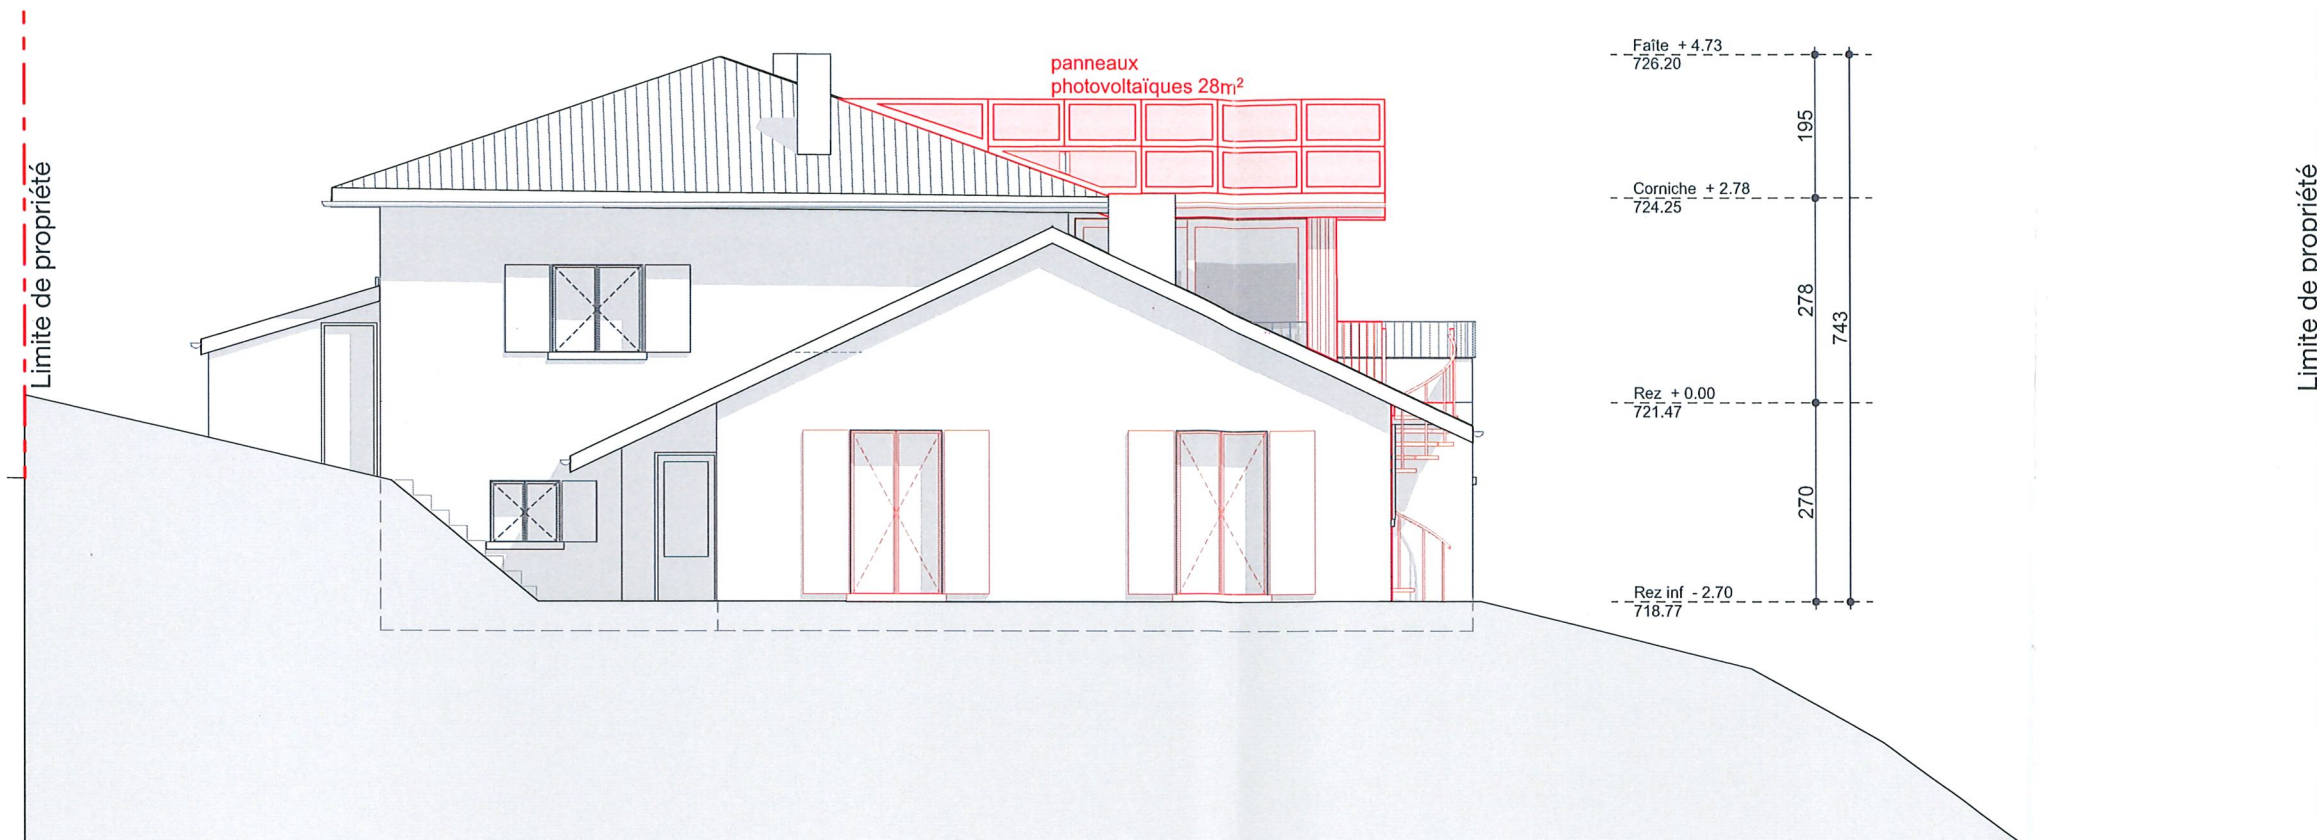 Limite de propriété
panneaux
photovoltaïques 28m²
Faîte + 4.73
726.20
195
Corniche + 2.78
724.25
278
743
Rez + 0.00
721.47
270
Rez inf - 2.70
718.77
Limite de propriété